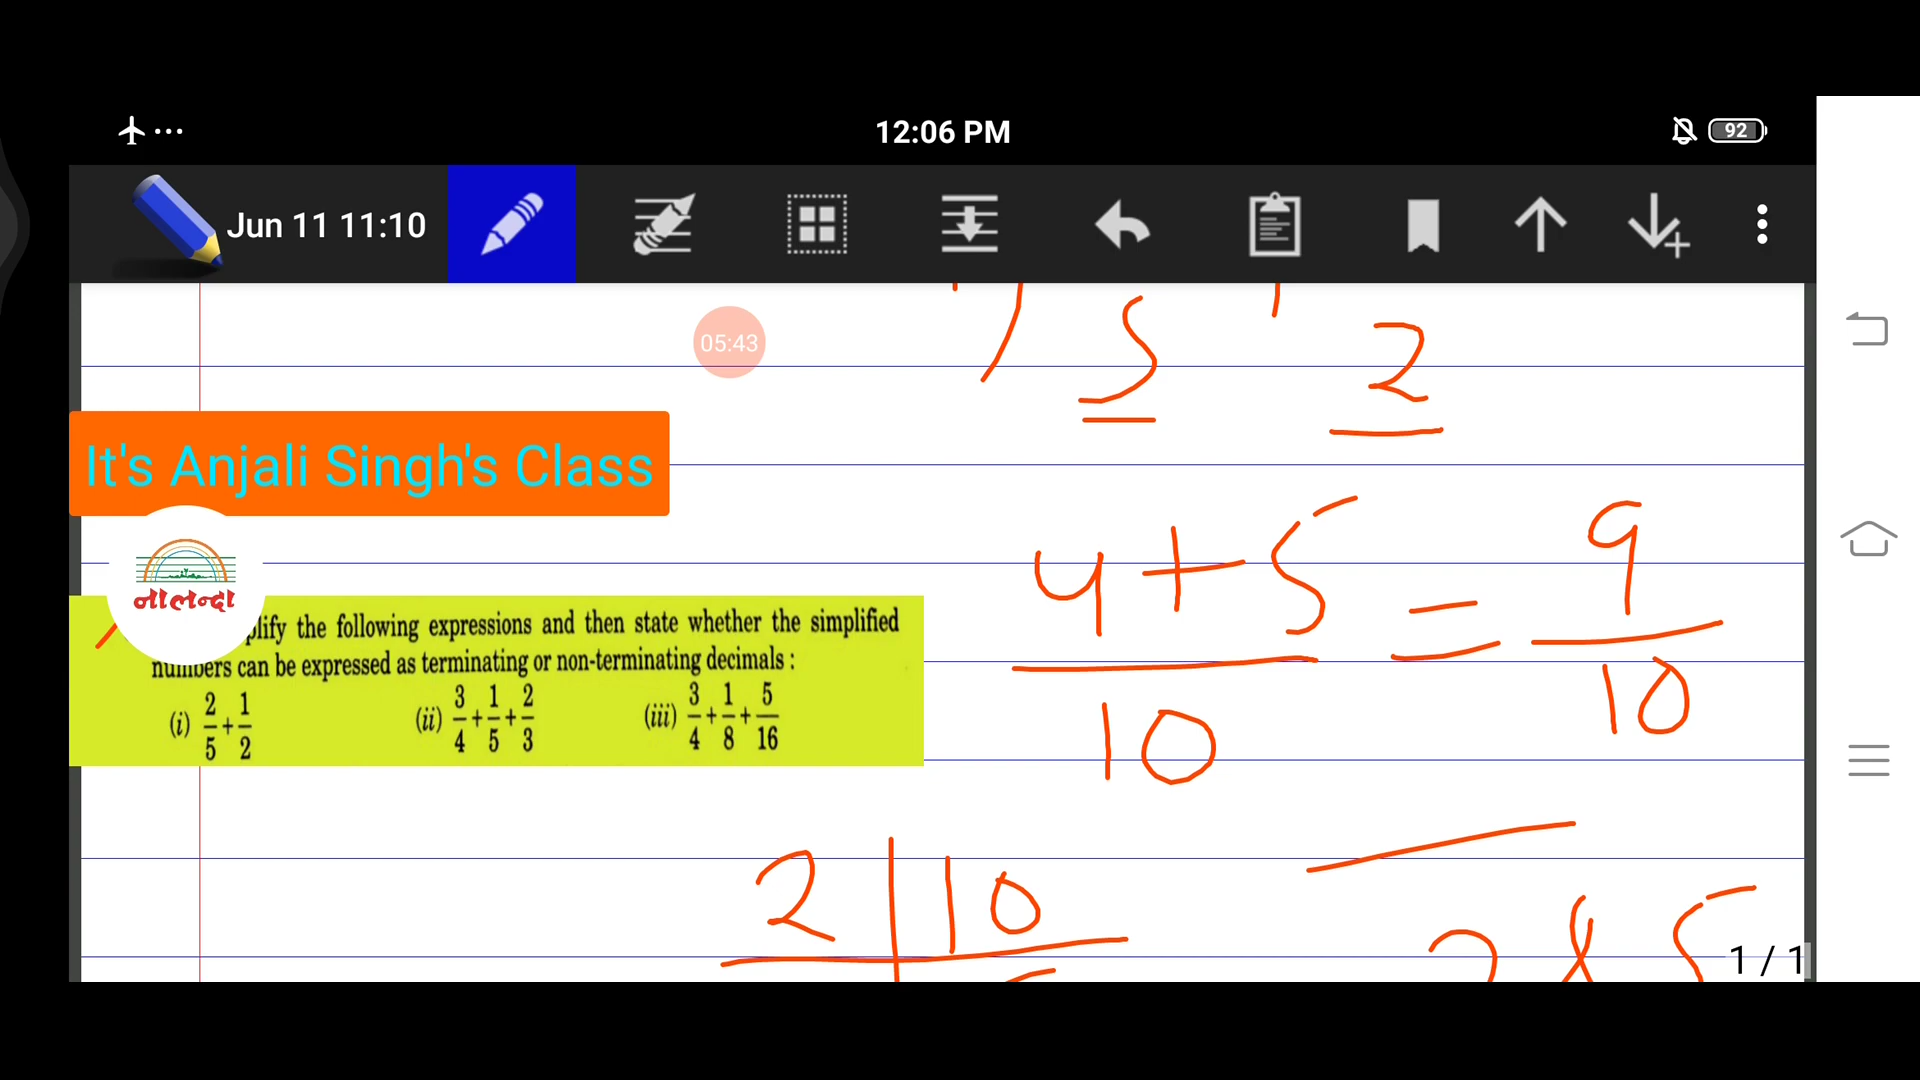 12:06 PM
92
Jun 11 11:10
05:43
5 2
It's Anjali Singh's Class
4+5/10 = 9/10
નાલન્દા
plify the following expressions and then state whether the simplified
numbers can be expressed as terminating or non-terminating decimals :
(i) 2/5 + 1/2 (ii) 3/4 + 1/5 + 2/3 (iii) 3/4 + 1/8 + 5/16
2 | 10
1 / 1